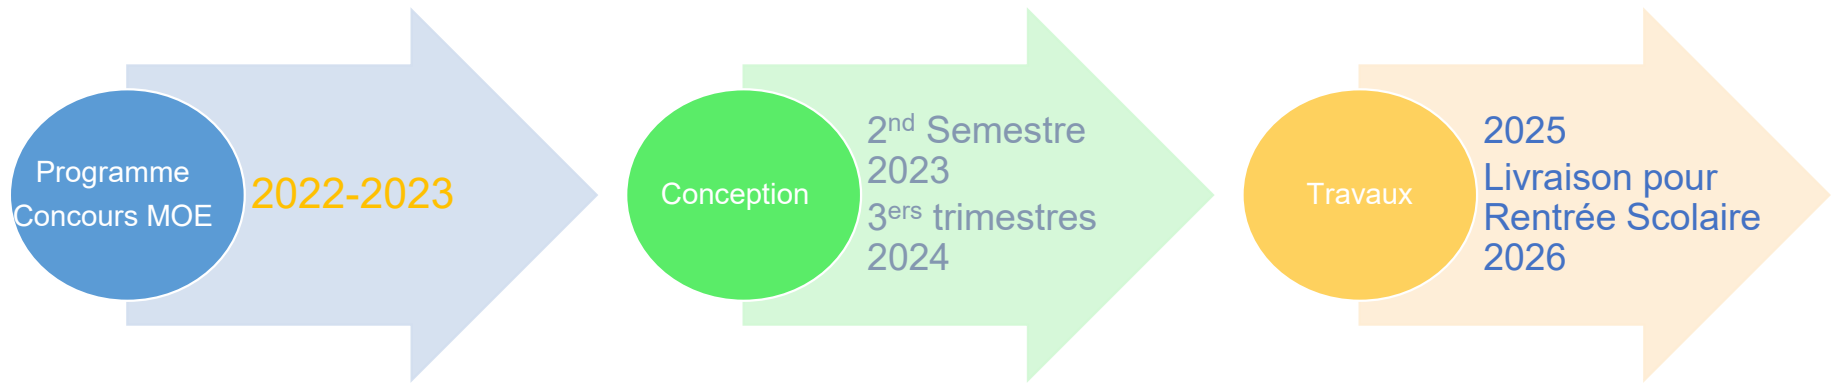 Programme
Concours MOE
2022-2023
Conception
2nd Semestre
2023
3ers trimestres
2024
Travaux
2025
Livraison pour
Rentrée Scolaire
2026